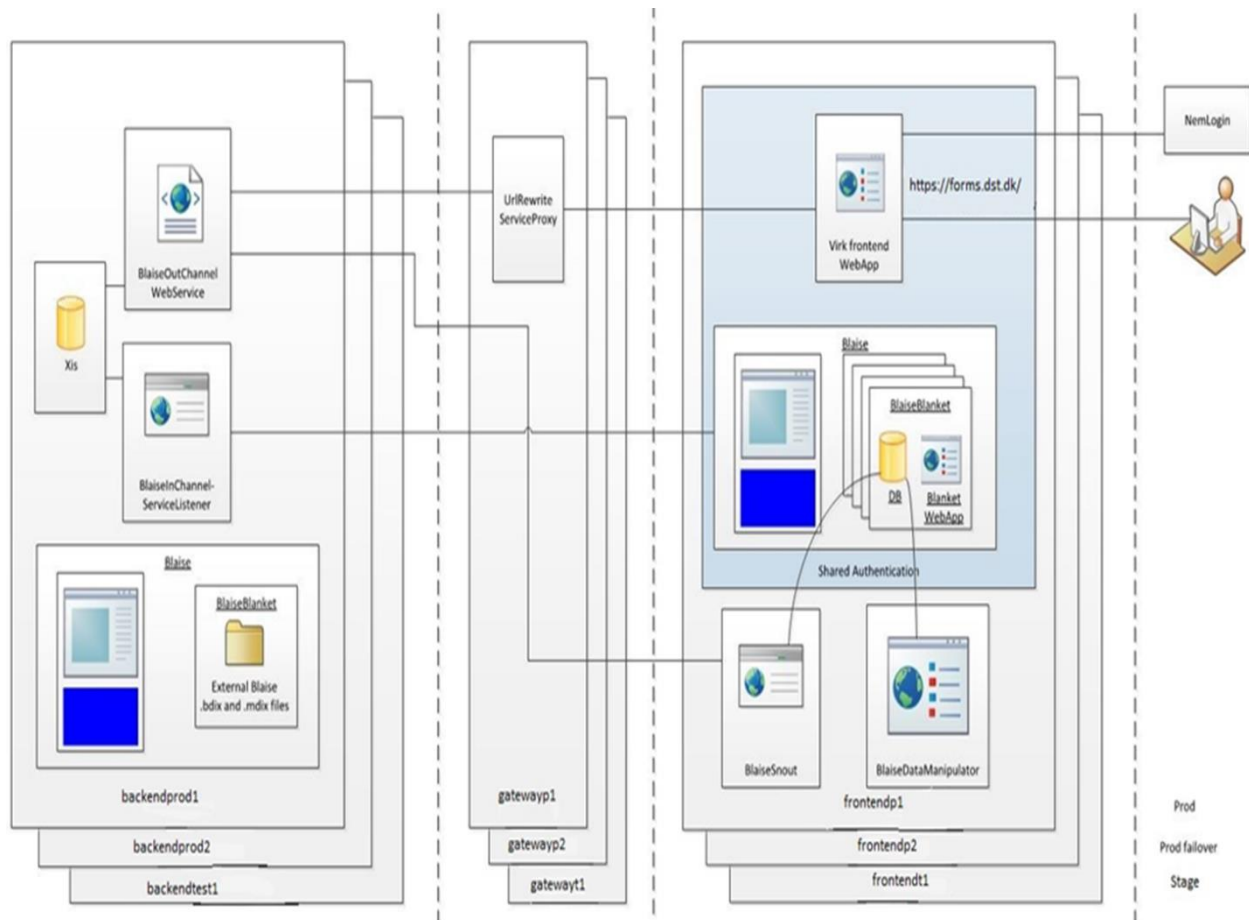 BlaiseOutChannel
WebService
Xis
BlaiseInChannel-
ServiceListener
Blaise
BlaiseBlanket
External Blaise
.bdix and .mdix files
backendprod1
backendprod2
backendtest1
UrlRewrite
ServiceProxy
gatewayp1
gatewayp2
gatewayt1
Virk frontend
WebApp
https://forms.dst.dk/
Blaise
BlaiseBlanket
DB
Blanket
WebApp
Shared Authentication
BlaiseSnout
BlaiseDataManipulator
frontendp1
frontendp2
frontendt1
NemLogin
Prod
Prod failover
Stage